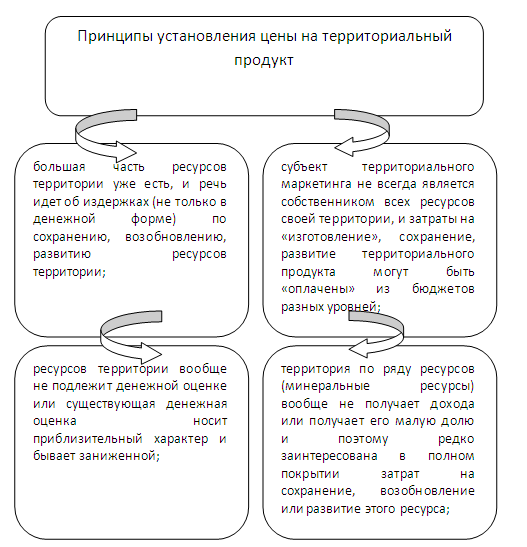 Принципы установления цены на территориальный
продукт
большая часть ресурсов
территории уже есть, и речь
идет об издержках (не только в
денежной форме) по
сохранению, возобновлению,
развитию ресурсов
территории;
субъект территориального
маркетинга не всегда является
собственником всех ресурсов
своей территории, и затраты на
«изготовление», сохранение,
развитие территориального
продукта могут быть
«оплачены» из бюджетов
разных уровней;
ресурсов территории вообще
не подлежит денежной оценке
или существующая денежная
оценка носит
приблизительный характер и
бывает заниженной;
территория по ряду ресурсов
(минеральные ресурсы)
вообще не получает дохода
или получает его малую долю
и поэтому редко
заинтересована в полном
покрытии затрат на
сохранение, возобновление
или развитие этого ресурса;